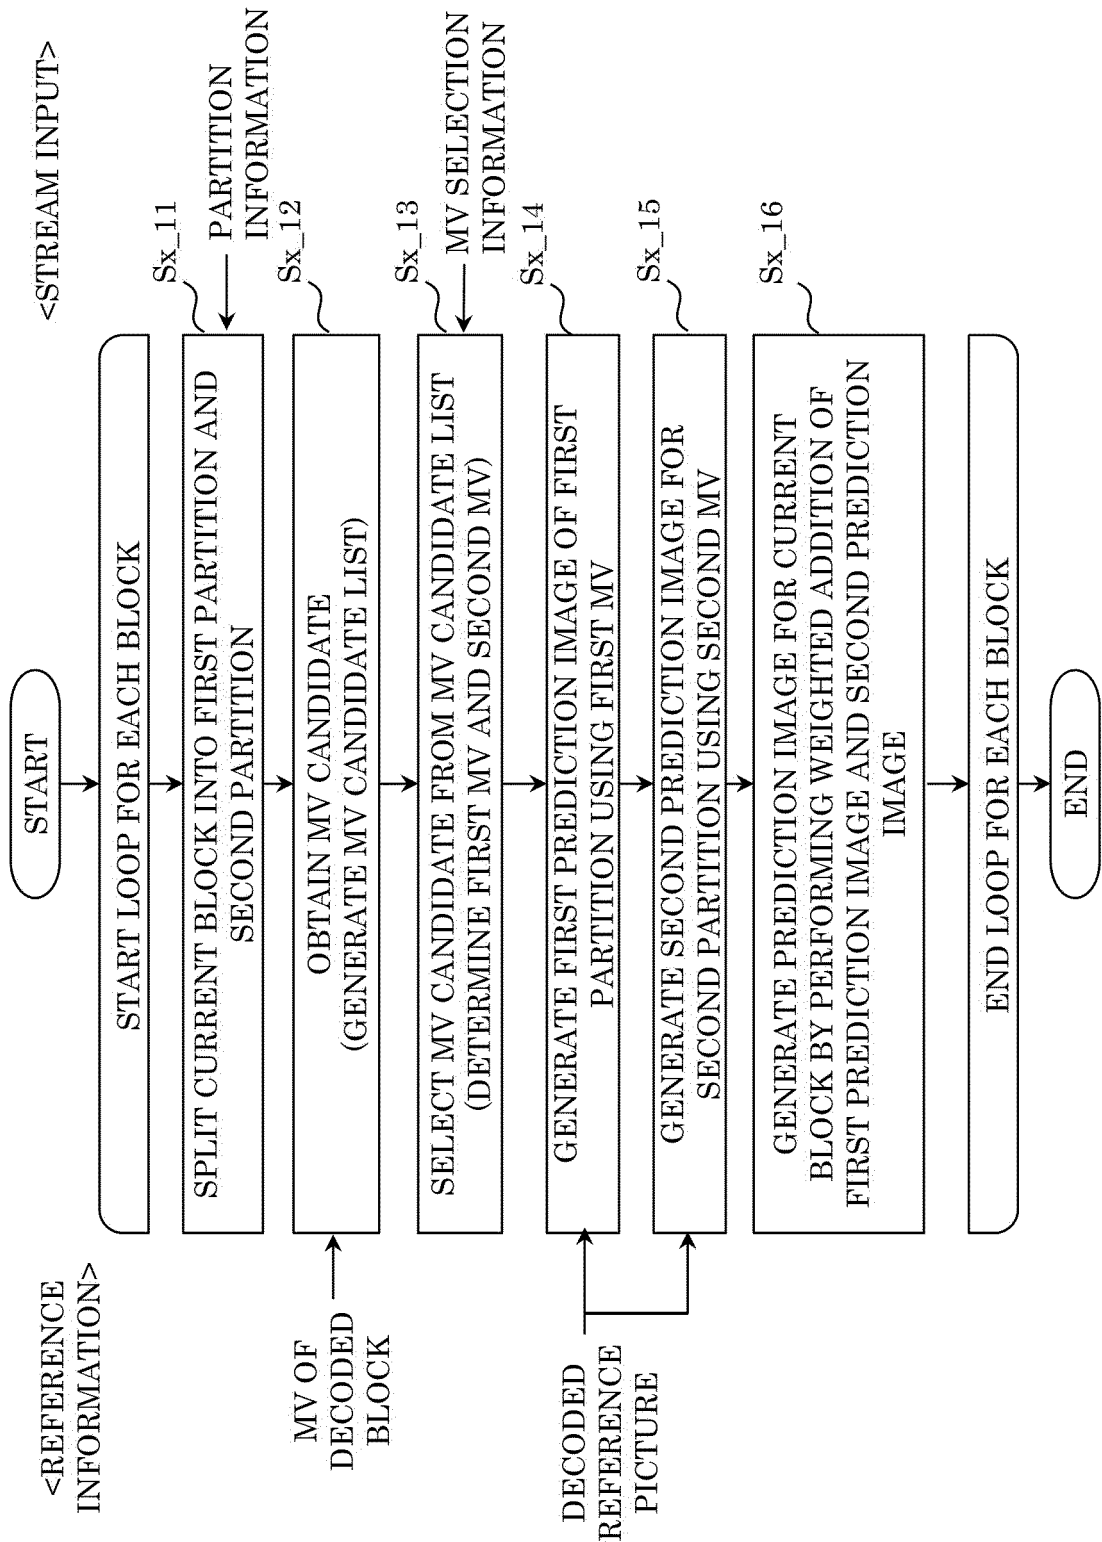 <REFERENCE
INFORMATION>
<STREAM INPUT>
START
START LOOP FOR EACH BLOCK
Sx_11
SPLIT CURRENT BLOCK INTO FIRST PARTITION AND
SECOND PARTITION
PARTITION
INFORMATION
Sx_12
OBTAIN MV CANDIDATE
(GENERATE MV CANDIDATE LIST)
MV OF
DECODED
BLOCK
Sx_13
SELECT MV CANDIDATE FROM MV CANDIDATE LIST
(DETERMINE FIRST MV AND SECOND MV)
MV SELECTION
INFORMATION
Sx_14
GENERATE FIRST PREDICTION IMAGE OF FIRST
PARTITION USING FIRST MV
DECODED
REFERENCE
PICTURE
Sx_15
GENERATE SECOND PREDICTION IMAGE FOR
SECOND PARTITION USING SECOND MV
Sx_16
GENERATE PREDICTION IMAGE FOR CURRENT
BLOCK BY PERFORMING WEIGHTED ADDITION OF
FIRST PREDICTION IMAGE AND SECOND PREDICTION
IMAGE
END LOOP FOR EACH BLOCK
END